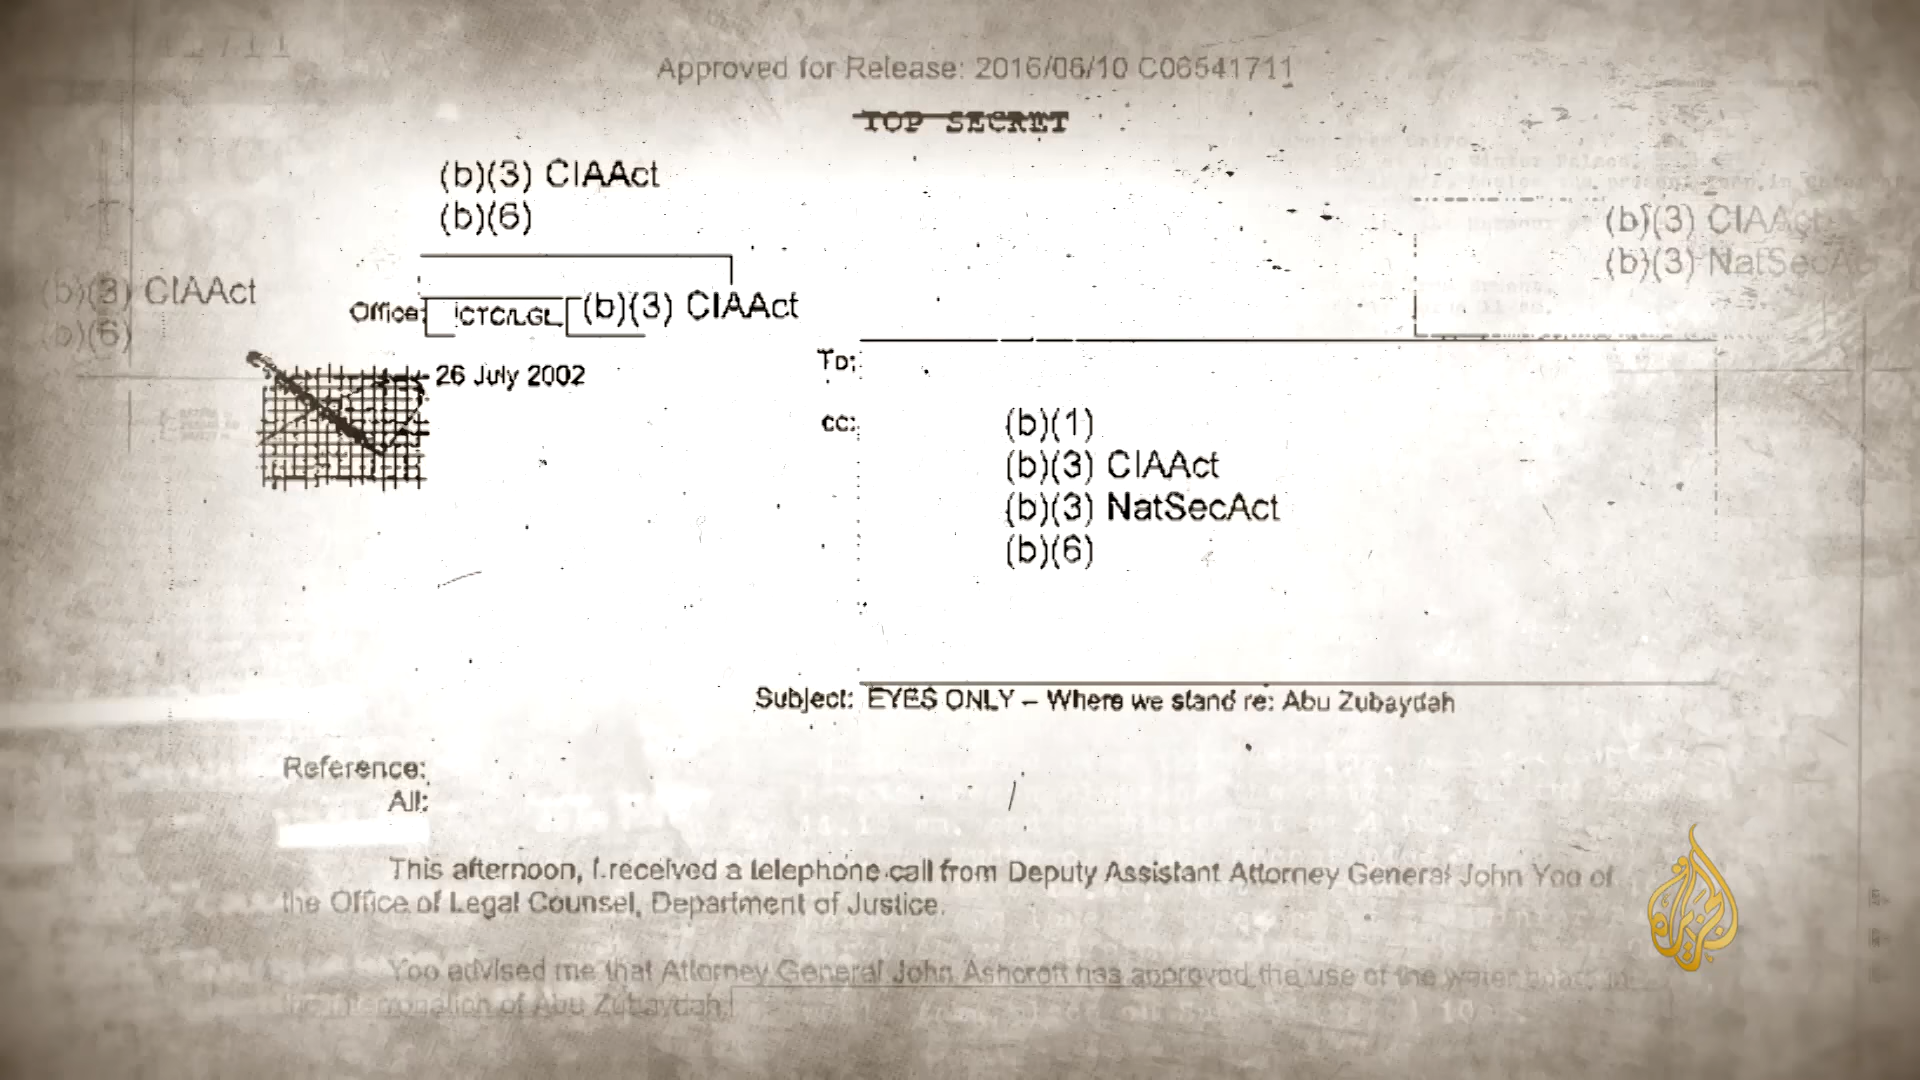 Approved for Release: 2016/06/10 C06541711
TOP SECRET
(b)(3) CIAAct
(b)(6)
(b)(3) CIAAct
(b)(3) NatSecAct
(b)(3) CIAAct
(b)(6)
Office: CTC/LGL (b)(3) CIAAct
26 July 2002
To:
cc:
(b)(1)
(b)(3) CIAAct
(b)(3) NatSecAct
(b)(6)
Subject: EYES ONLY – Where we stand re: Abu Zubaydah
Reference:
All:
This afternoon, I received a telephone call from Deputy Assistant Attorney General John Yoo of
the Office of Legal Counsel, Department of Justice.
Yoo advised me that Attorney General John Ashcroft has approved the use of the water board in
the interrogation of Abu Zubaydah.
الجزيرة